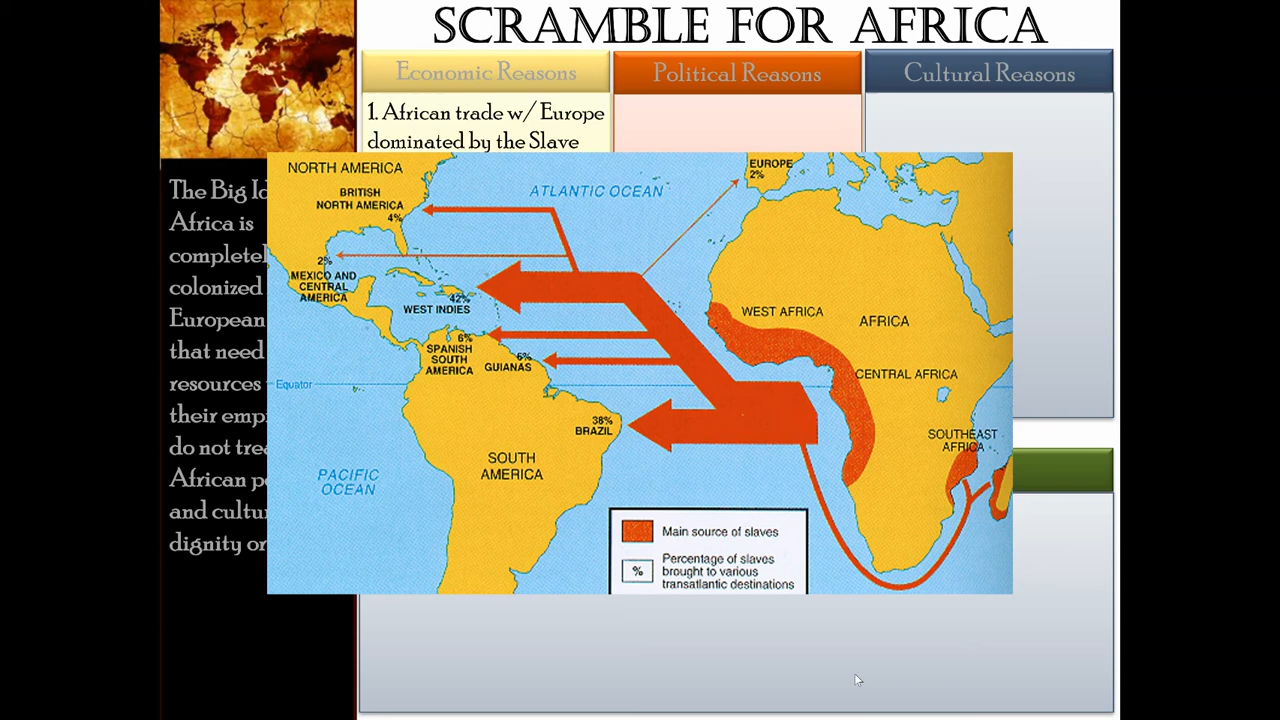 SCRAMBLE FOR AFRICA
Economic Reasons
Political Reasons
Cultural Reasons
1. African trade w/ Europe
dominated by the Slave
The Big
Africa is
colonized
European
that need
resources
their
do not
African
and
dignity or
NORTH AMERICA
BRITISH
NORTH AMERICA
4%
ATLANTIC OCEAN
EUROPE
2%
2%
MEXICO AND
CENTRAL
AMERICA
42%
WEST INDIES
6%
SPANISH
SOUTH
AMERICA
6%
GUIANAS
Equator
38%
BRAZIL
SOUTH
AMERICA
PACIFIC
OCEAN
WEST AFRICA
AFRICA
CENTRAL AFRICA
SOUTHEAST
AFRICA
Main source of slaves
%
Percentage of slaves
brought to various
transatlantic destinations